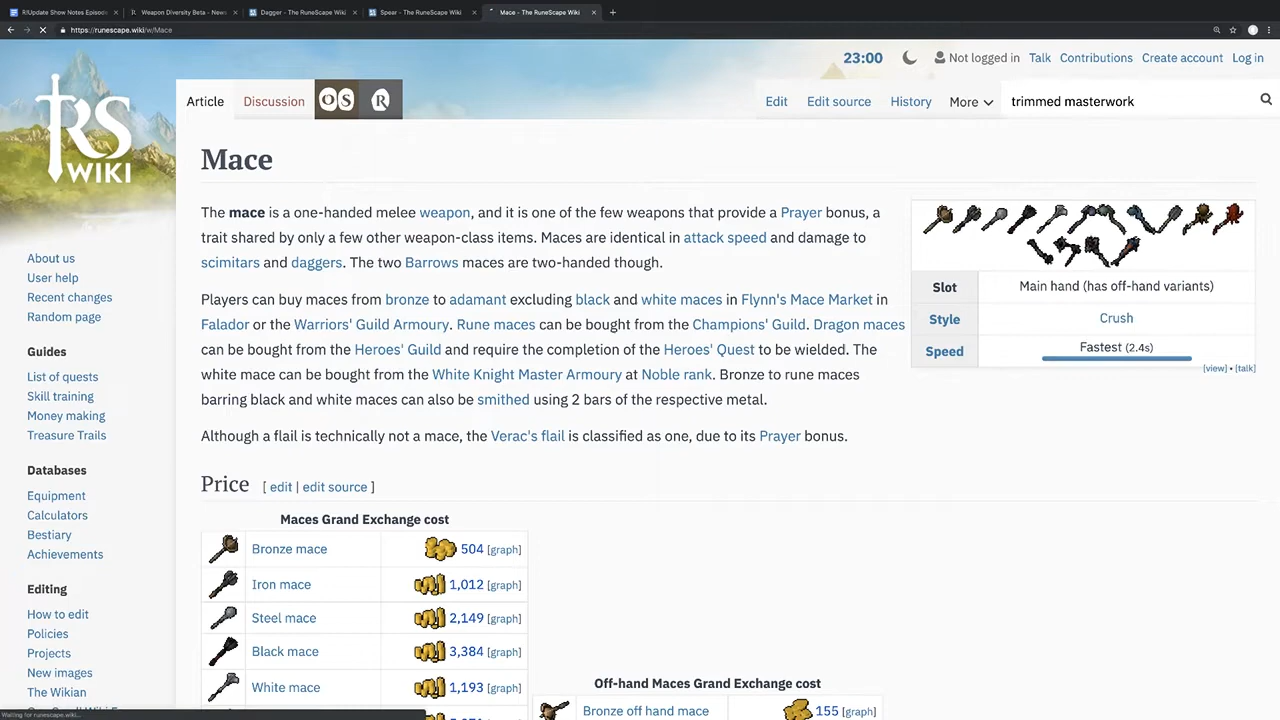 R/Update Show Notes Episod
Weapon Diversity Beta - News
Dagger - The RuneScape Wiki
Spear - The RuneScape Wiki
Mace - The RuneScape Wiki
https://runescape.wiki/w/Mace
23:00
Not logged in Talk Contributions Create account Log in
RS
WIKI
Article Discussion OS R Edit Edit source History More trimmed masterwork
Mace
The mace is a one-handed melee weapon, and it is one of the few weapons that provide a Prayer bonus, a
trait shared by only a few other weapon-class items. Maces are identical in attack speed and damage to
scimitars and daggers. The two Barrows maces are two-handed though.
Players can buy maces from bronze to adamant excluding black and white maces in Flynn's Mace Market in
Falador or the Warriors' Guild Armoury. Rune maces can be bought from the Champions' Guild. Dragon maces
can be bought from the Heroes' Guild and require the completion of the Heroes' Quest to be wielded. The
white mace can be bought from the White Knight Master Armoury at Noble rank. Bronze to rune maces
barring black and white maces can also be smithed using 2 bars of the respective metal.
Although a flail is technically not a mace, the Verac's flail is classified as one, due to its Prayer bonus.
Slot Main hand (has off-hand variants)
Style Crush
Speed Fastest (2.4s)
[view] • [talk]
About us
User help
Recent changes
Random page
Guides
List of quests
Skill training
Money making
Treasure Trails
Databases
Equipment
Calculators
Bestiary
Achievements
Editing
How to edit
Policies
Projects
New images
The Wikian
Price [ edit | edit source ]
Maces Grand Exchange cost
Bronze mace 504 [graph]
Iron mace 1,012 [graph]
Steel mace 2,149 [graph]
Black mace 3,384 [graph]
White mace 1,193 [graph]
Off-hand Maces Grand Exchange cost
Bronze off hand mace 155 [graph]
Waiting for runescape.wiki...